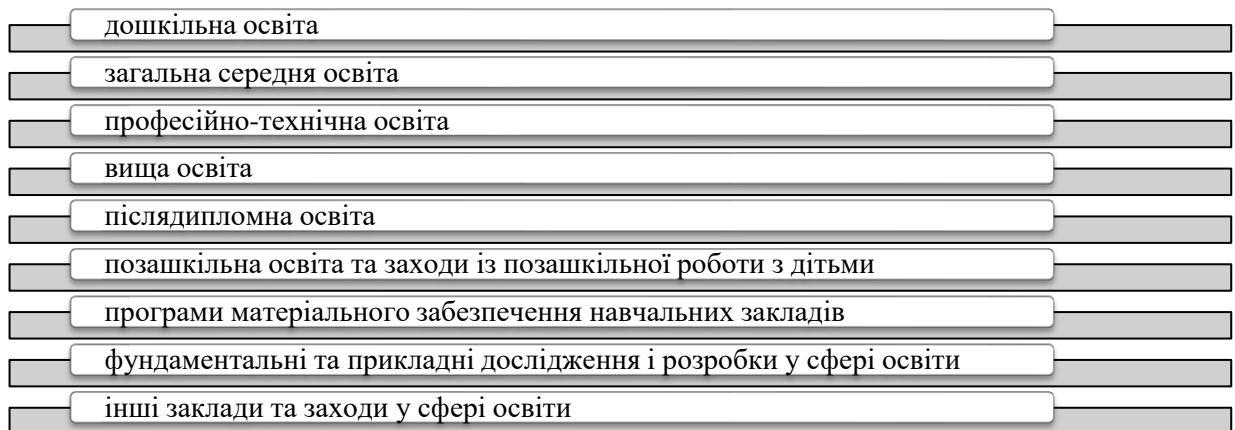 дошкільна освіта
загальна середня освіта
професійно-технічна освіта
вища освіта
післядипломна освіта
позашкільна освіта та заходи із позашкільної роботи з дітьми
програми матеріального забезпечення навчальних закладів
фундаментальні та прикладні дослідження і розробки у сфері освіти
інші заклади та заходи у сфері освіти